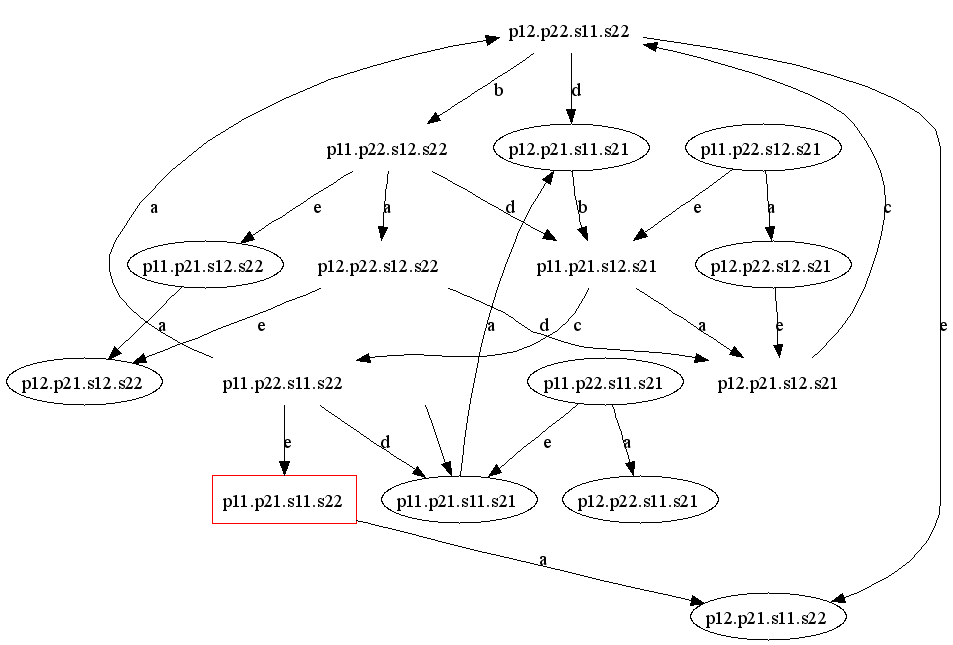 p12.p22.s11.s22
b
d
p11.p22.s12.s22
p12.p21.s11.s21
p11.p22.s12.s21
a
e
a
d
b
e
a
c
p11.p21.s12.s22
p12.p22.s12.s22
p11.p21.s12.s21
p12.p22.s12.s21
a
e
a
d
c
a
e
e
p12.p21.s12.s22
p11.p22.s11.s22
p11.p22.s11.s21
p12.p21.s12.s21
e
d
e
a
p11.p21.s11.s22
p11.p21.s11.s21
p12.p22.s11.s21
a
p12.p21.s11.s22